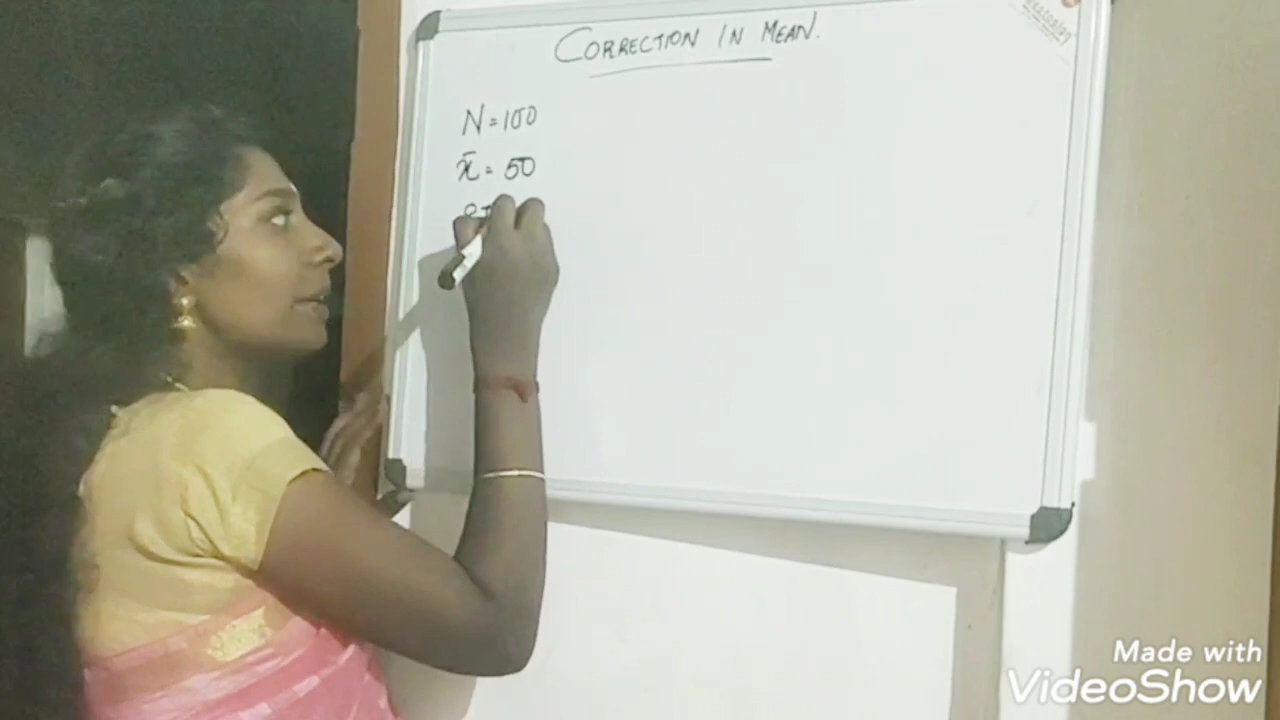 CORRECTION IN MEAN.
N = 100
x̄ = 50
Made with
VideoShow